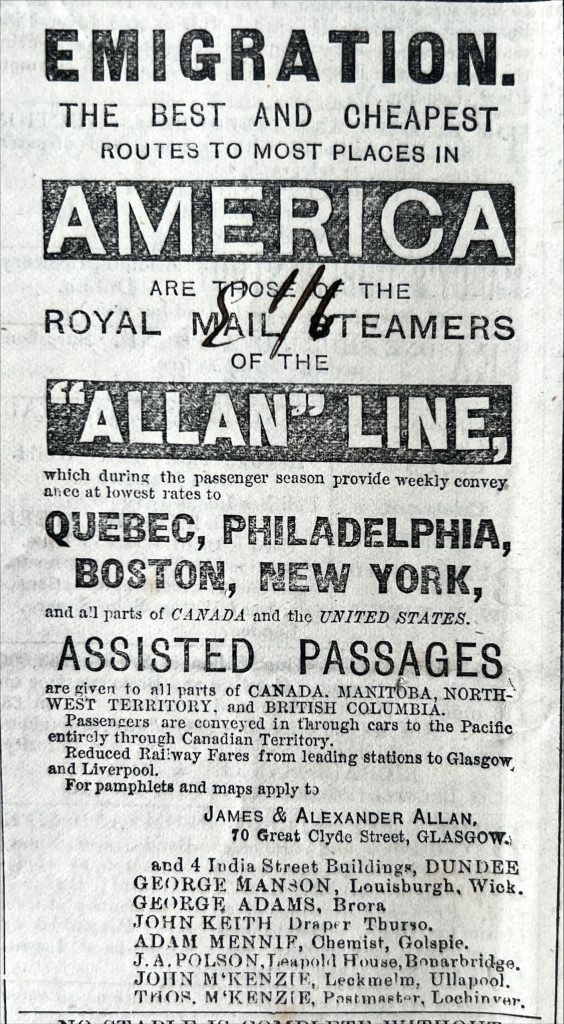 EMIGRATION.
THE BEST AND CHEAPEST
ROUTES TO MOST PLACES IN
AMERICA
ARE THOSE OF THE
ROYAL MAIL STEAMERS
OF THE
"ALLAN" LINE,
which during the passenger season provide weekly convey
ance at lowest rates to
QUEBEC, PHILADELPHIA,
BOSTON, NEW YORK,
and all parts of CANADA and the UNITED STATES.
ASSISTED PASSAGES
are given to all parts of CANADA. MANITOBA, NORTH-
WEST TERRITORY, and BRITISH COLUMBIA.
Passengers are conveyed in through cars to the Pacific
entirely through Canadian Territory.
Reduced Railway Fares from leading stations to Glasgow
and Liverpool.
For pamphlets and maps apply to
JAMES & ALEXANDER ALLAN,
70 Great Clyde Street, GLASGOW.
and 4 India Street Buildings, DUNDEE
GEORGE MANSON, Louisburgh, Wick.
GEORGE ADAMS, Brora
JOHN KEITH Draper Thurso.
ADAM MENNIE, Chemist, Golspie.
J. A. POLSON, Leapold House, Bonarbridge.
JOHN M'KENZIE, Leckmelm, Ullapool.
THOS. M'KENZIE, Postmaster, Lochinver.
NO STABLE IS COMPLETE WITHOUT